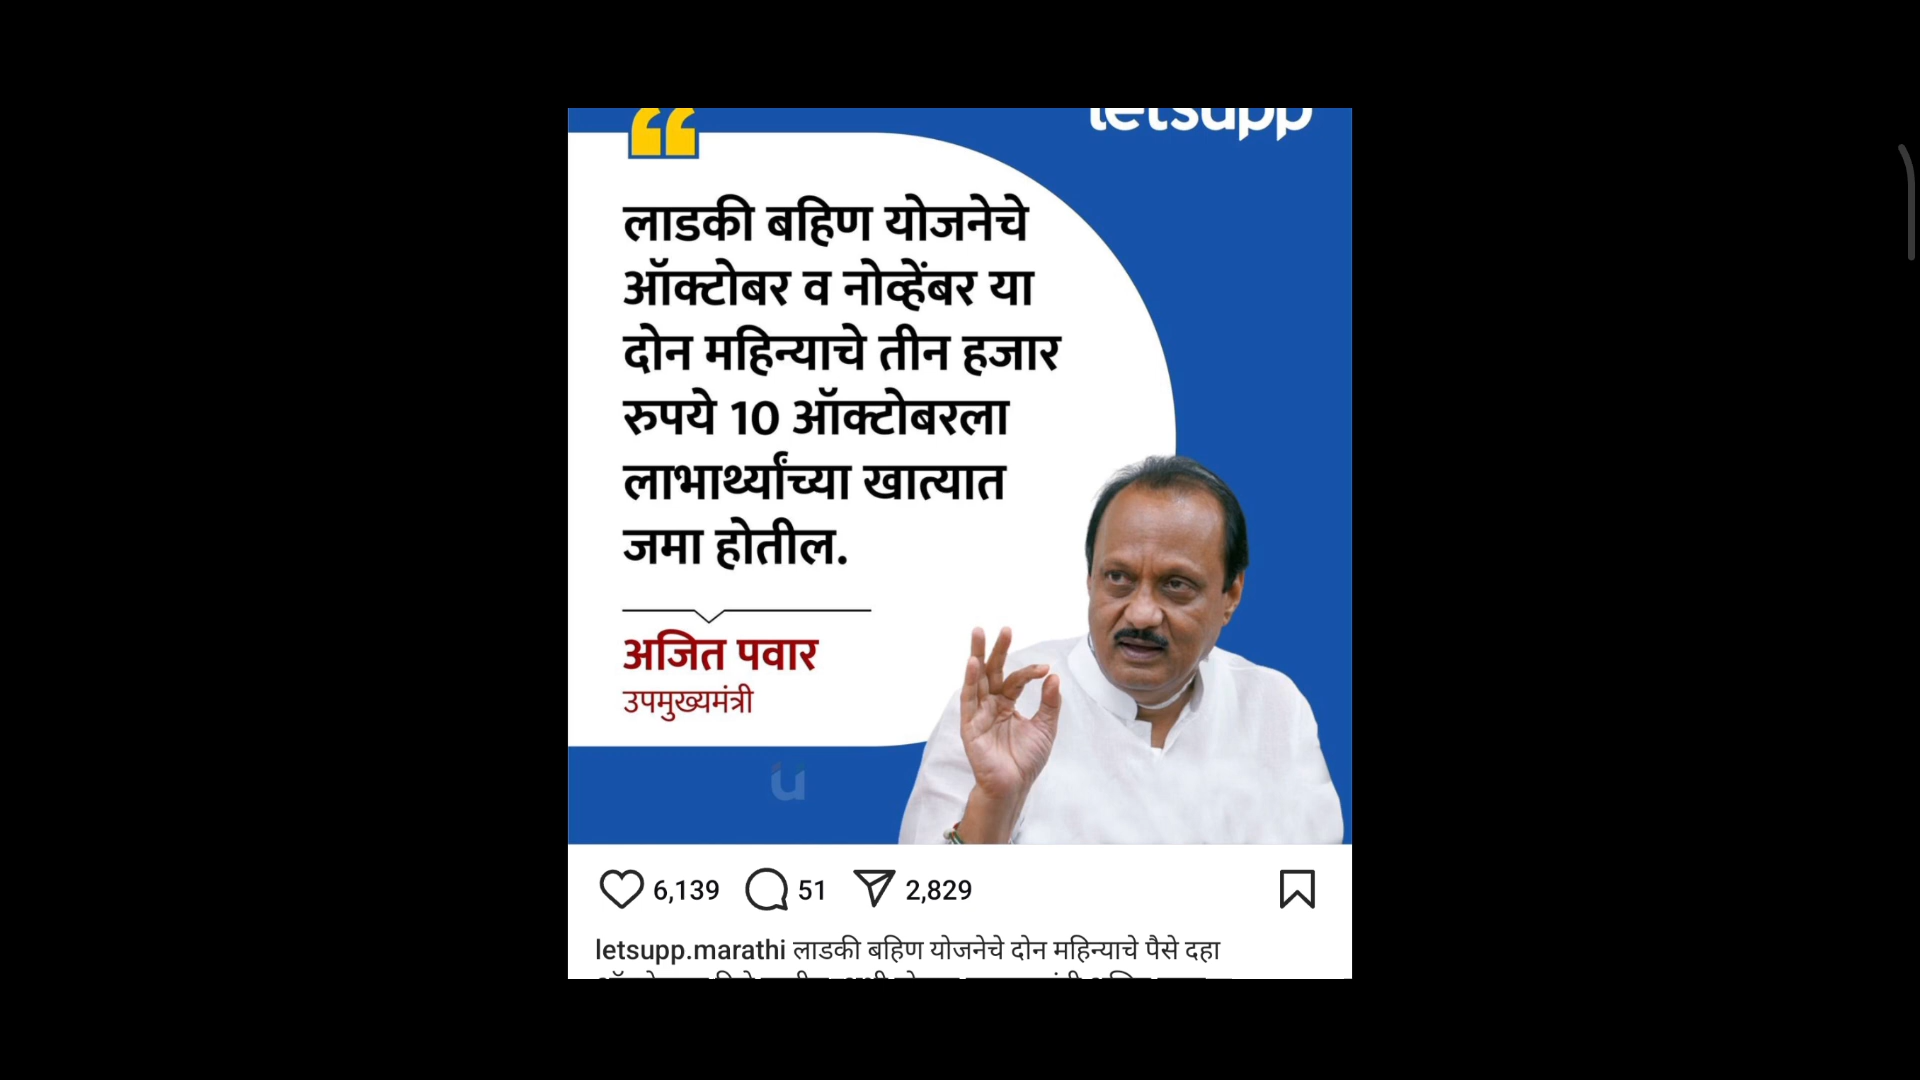 letsupp
लाडकी बहिण योजनेचे
ऑक्टोबर व नोव्हेंबर या
दोन महिन्याचे तीन हजार
रुपये 10 ऑक्टोबरला
लाभार्थ्यांच्या खात्यात
जमा होतील.
अजित पवार
उपमुख्यमंत्री
6,139 51 2,829
letsupp.marathi लाडकी बहिण योजनेचे दोन महिन्याचे पैसे दहा